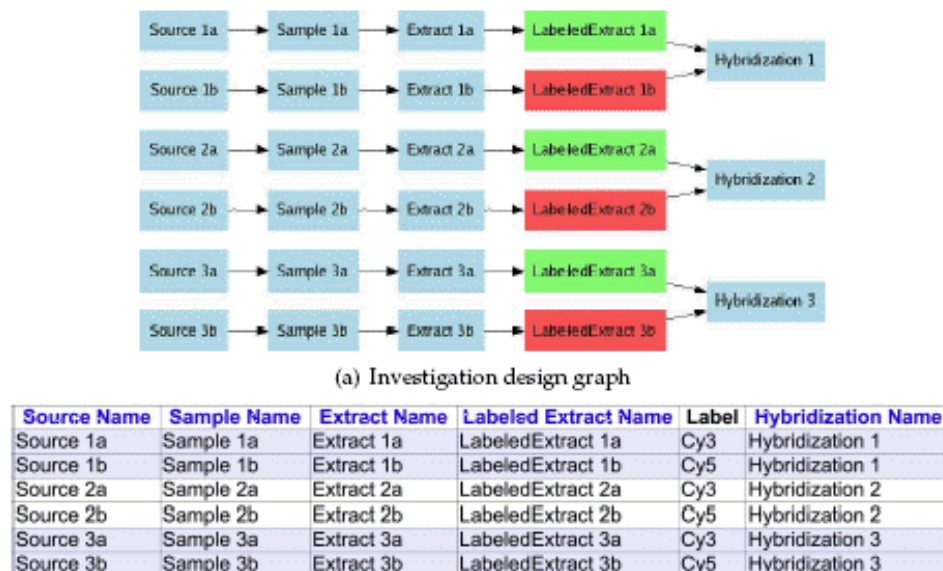 Source 1a Sample 1a Extract 1a LabeledExtract 1a
Hybridization 1
Source 1b Sample 1b Extract 1b LabeledExtract 1b
Source 2a Sample 2a Extract 2a LabeledExtract 2a
Hybridization 2
Source 2b Sample 2b Extract 2b LabeledExtract 2b
Source 3a Sample 3a Extract 3a LabeledExtract 3a
Hybridization 3
Source 3b Sample 3b Extract 3b LabeledExtract 3b
(a) Investigation design graph
Source Name Sample Name Extract Name Labeled Extract Name Label Hybridization Name
Source 1a Sample 1a Extract 1a LabeledExtract 1a Cy3 Hybridization 1
Source 1b Sample 1b Extract 1b LabeledExtract 1b Cy5 Hybridization 1
Source 2a Sample 2a Extract 2a LabeledExtract 2a Cy3 Hybridization 2
Source 2b Sample 2b Extract 2b LabeledExtract 2b Cy5 Hybridization 2
Source 3a Sample 3a Extract 3a LabeledExtract 3a Cy3 Hybridization 3
Source 3b Sample 3b Extract 3b LabeledExtract 3b Cy5 Hybridization 3